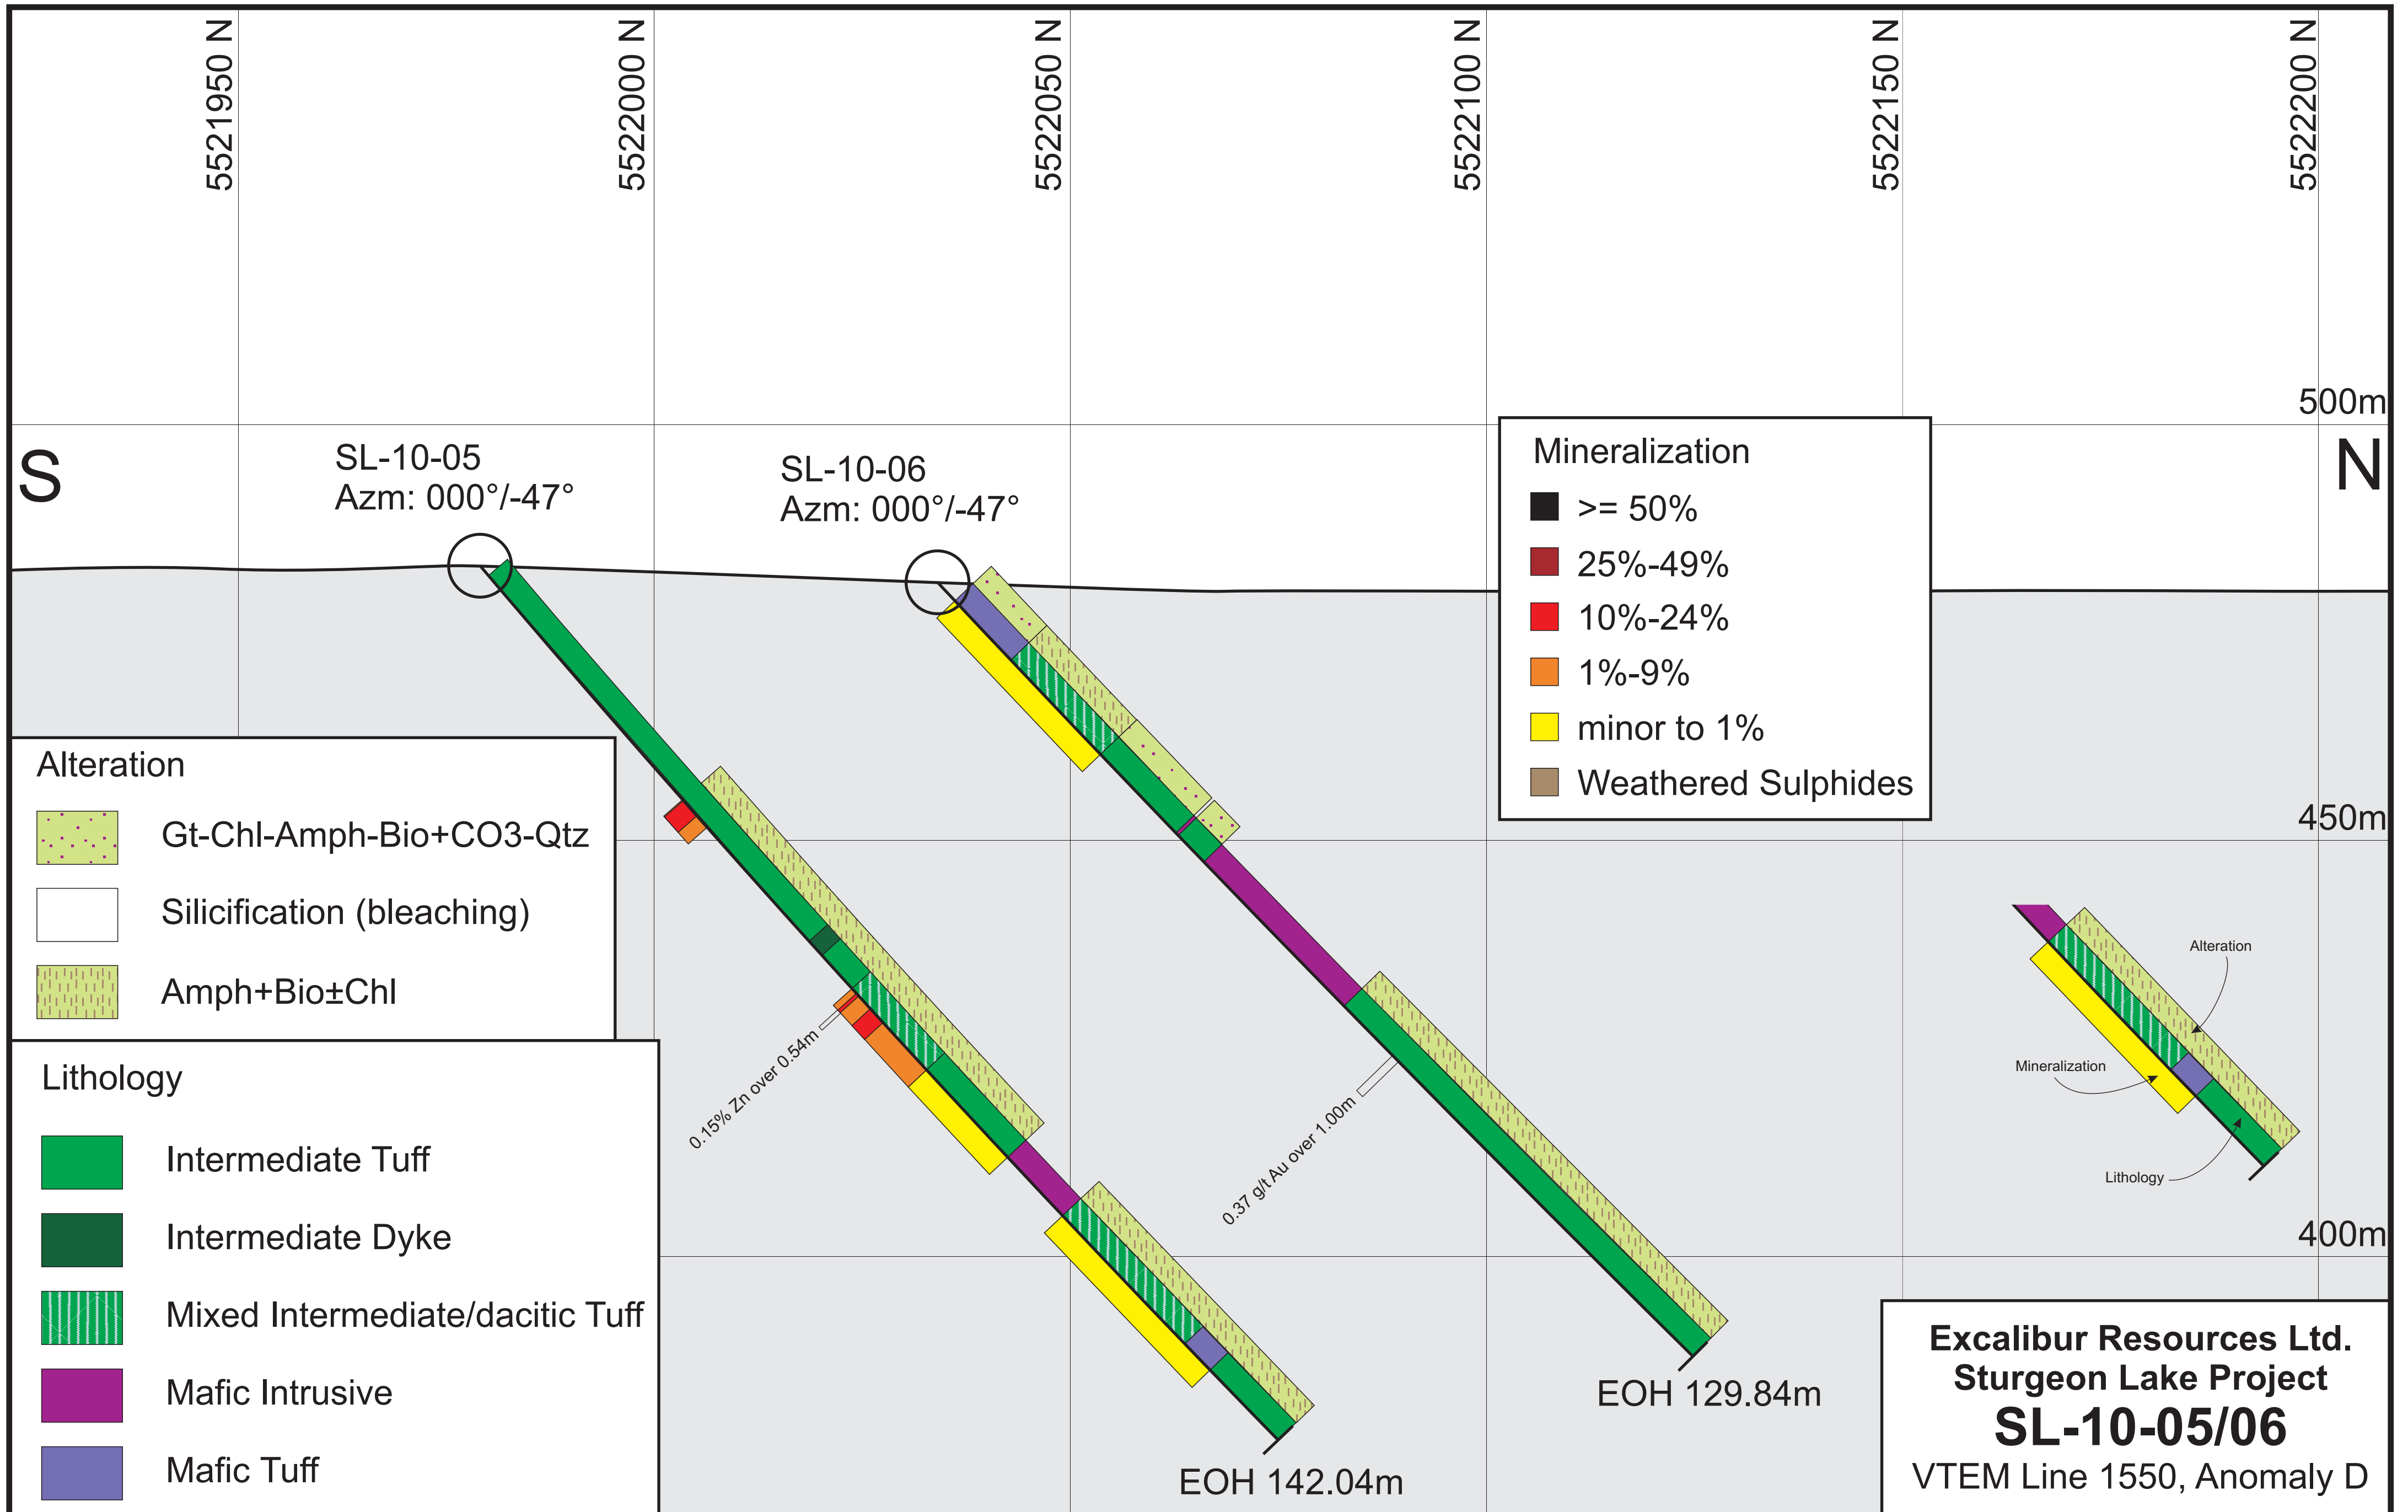 5521950 N
5522000 N
5522050 N
5522100 N
5522150 N
5522200 N
500m
S
N
SL-10-05
Azm: 000°/-47°
SL-10-06
Azm: 000°/-47°
Mineralization
>= 50%
25%-49%
10%-24%
1%-9%
minor to 1%
Weathered Sulphides
450m
Alteration
Gt-Chl-Amph-Bio+CO3-Qtz
Silicification (bleaching)
Amph+Bio±Chl
Lithology
Intermediate Tuff
Intermediate Dyke
Mixed Intermediate/dacitic Tuff
Mafic Intrusive
Mafic Tuff
0.15% Zn over 0.54m
0.37 g/t Au over 1.00m
Alteration
Mineralization
Lithology
400m
EOH 142.04m
EOH 129.84m
Excalibur Resources Ltd.
Sturgeon Lake Project
SL-10-05/06
VTEM Line 1550, Anomaly D